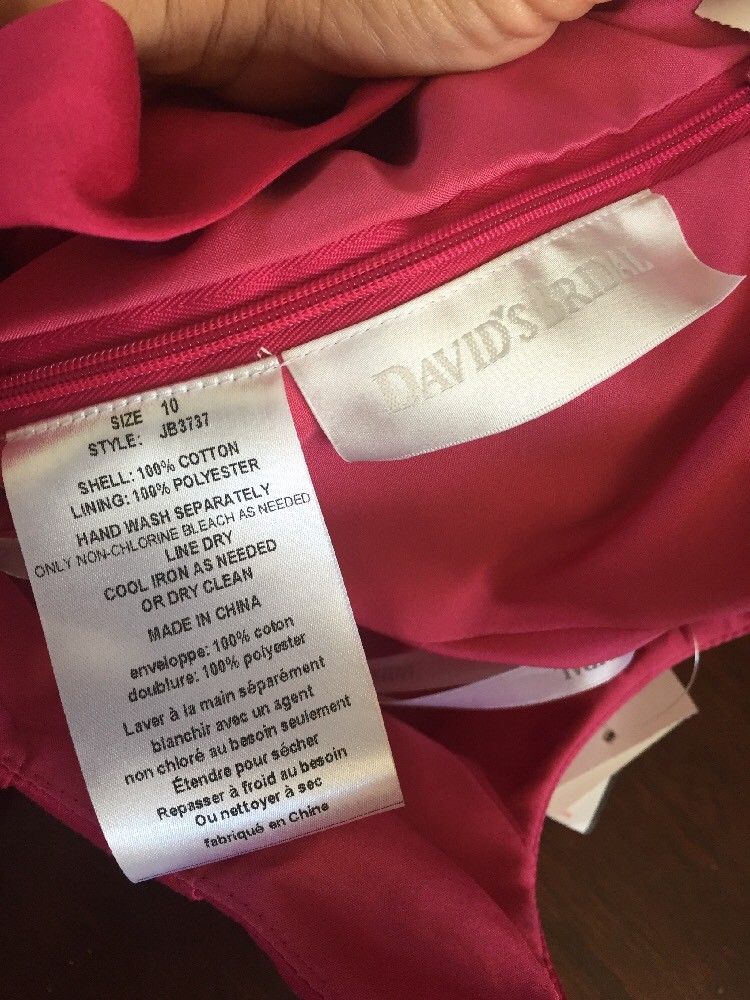 DAVID'S BRIDAL
SIZE 10
STYLE: JB3737
SHELL: 100% COTTON
LINING: 100% POLYESTER
HAND WASH SEPARATELY
ONLY NON-CHLORINE BLEACH AS NEEDED
LINE DRY
COOL IRON AS NEEDED
OR DRY CLEAN
MADE IN CHINA
enveloppe: 100% coton
doublure: 100% polyester
Laver à la main séparément
blanchir avec un agent
non chloré au besoin seulement
Étendre pour sécher
Repasser à froid au besoin
Ou nettoyer à sec
fabriqué en Chine